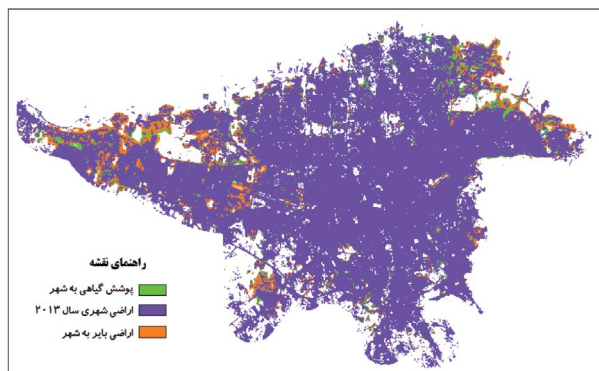 راهنمای نقشه
پوشش گیاهی به شهر
اراضی شهری سال ۲۰۱۳
اراضی بایر به شهر